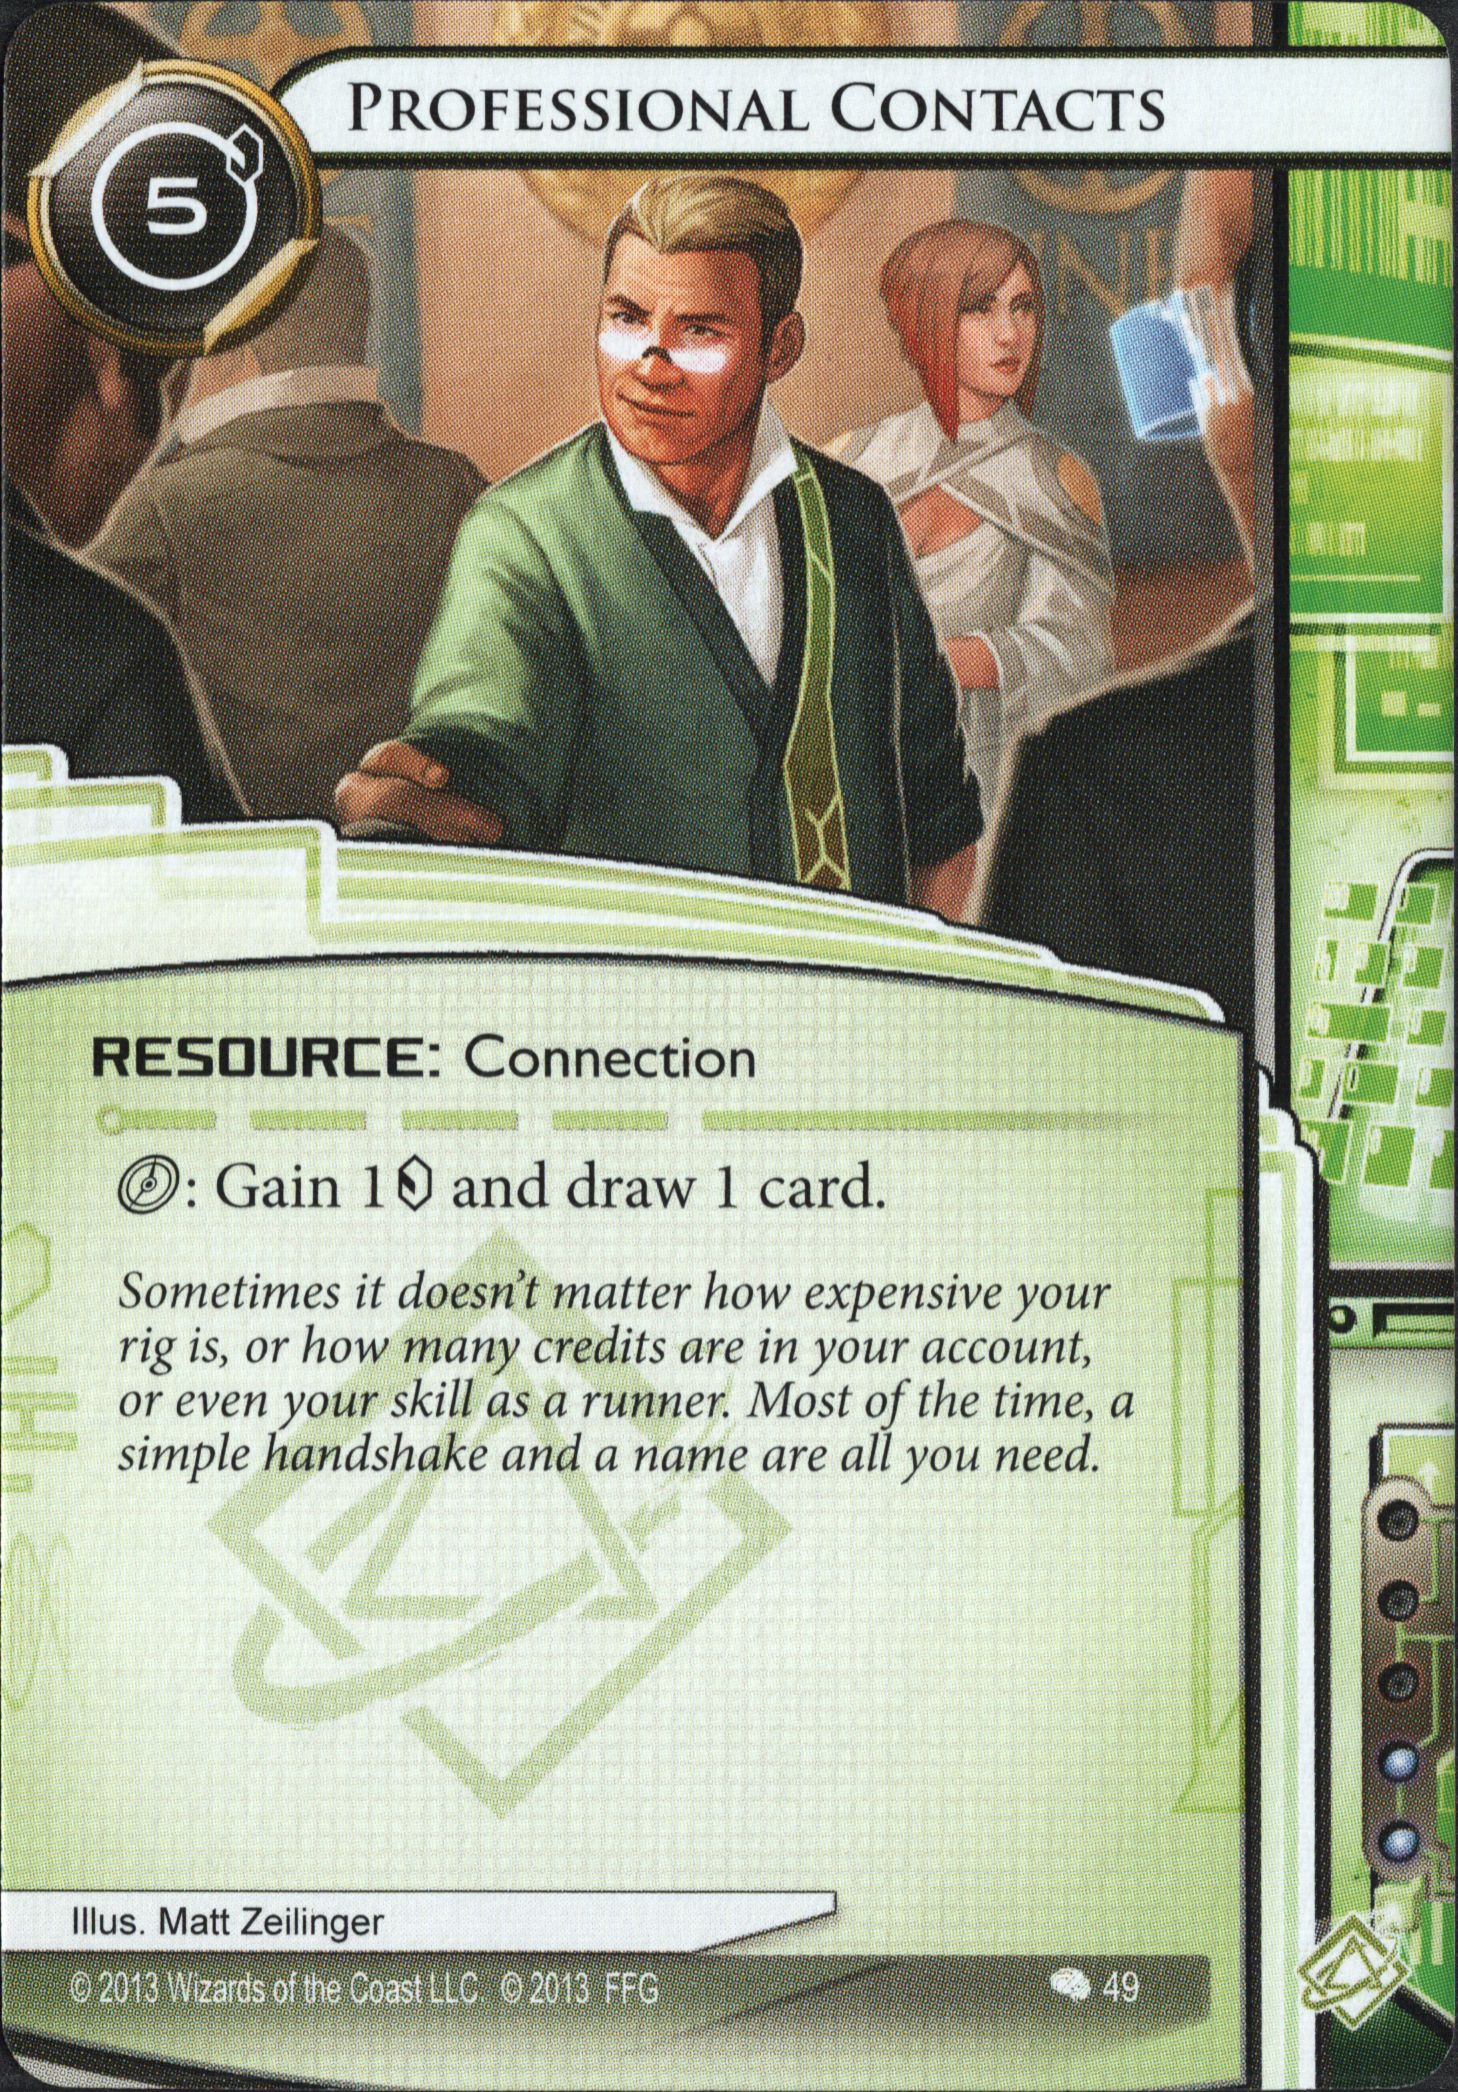 5
Professional Contacts
RESOURCE: Connection
: Gain 1 and draw 1 card.
Sometimes it doesn't matter how expensive your
rig is, or how many credits are in your account,
or even your skill as a runner. Most of the time, a
simple handshake and a name are all you need.
Illus. Matt Zeilinger
© 2013 Wizards of the Coast LLC © 2013 FFG
49